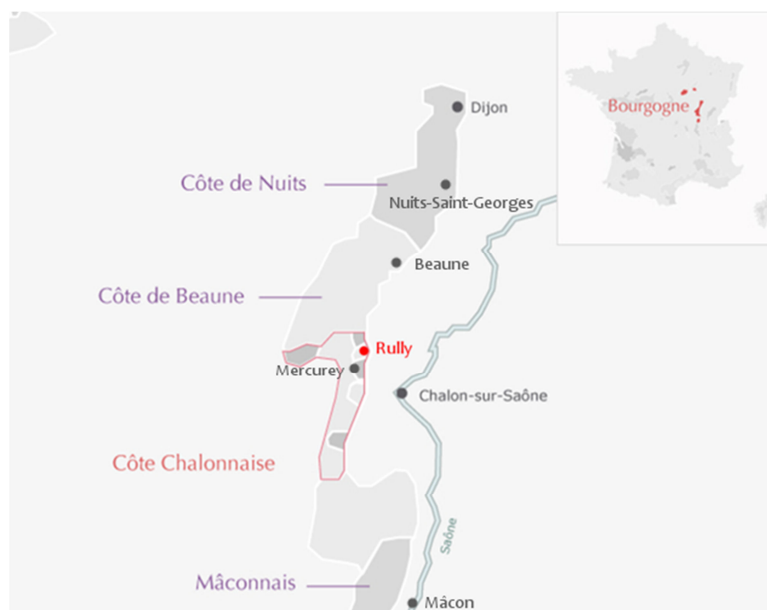 Dijon
Bourgogne
Côte de Nuits
Nuits-Saint-Georges
Beaune
Côte de Beaune
Rully
Mercurey
Chalon-sur-Saône
Côte Chalonnaise
Saône
Mâconnais
Mâcon